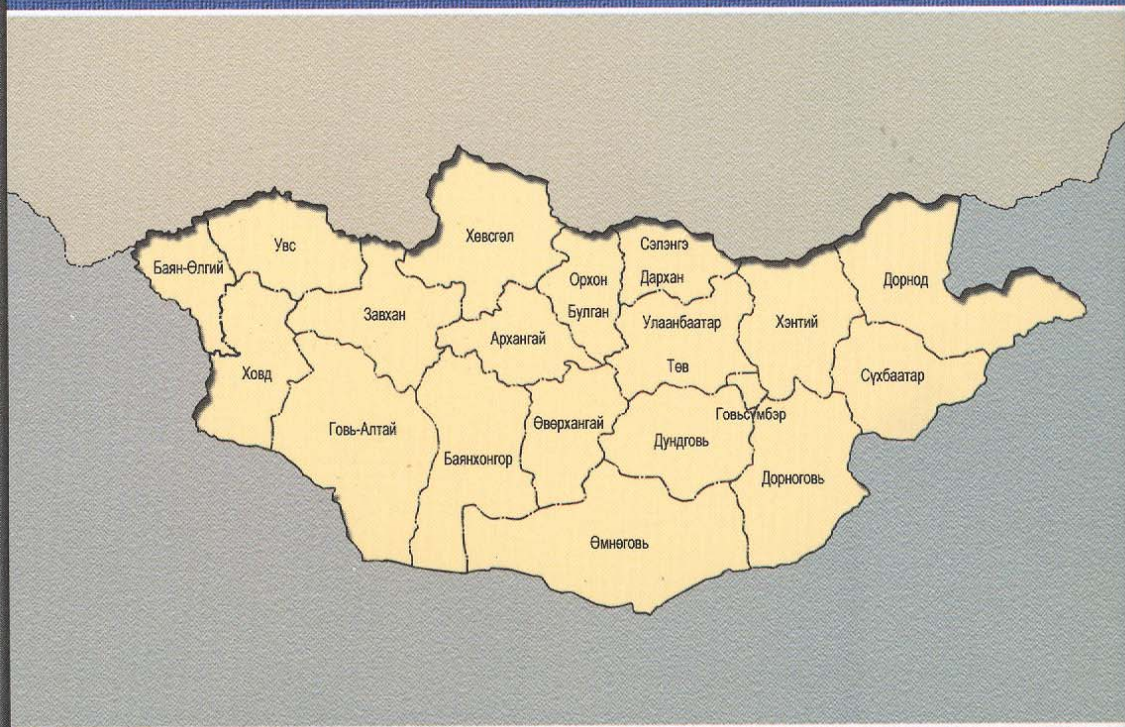 Хөвсгөл
Увс
Сэлэнгэ
Баян-Өлгий
Орхон
Дархан
Дорнод
Завхан
Булган
Улаанбаатар
Хэнтий
Архангай
Төв
Ховд
Сүхбаатар
Говьсүмбэр
Өвөрхангай
Говь-Алтай
Дундговь
Баянхонгор
Дорноговь
Өмнөговь